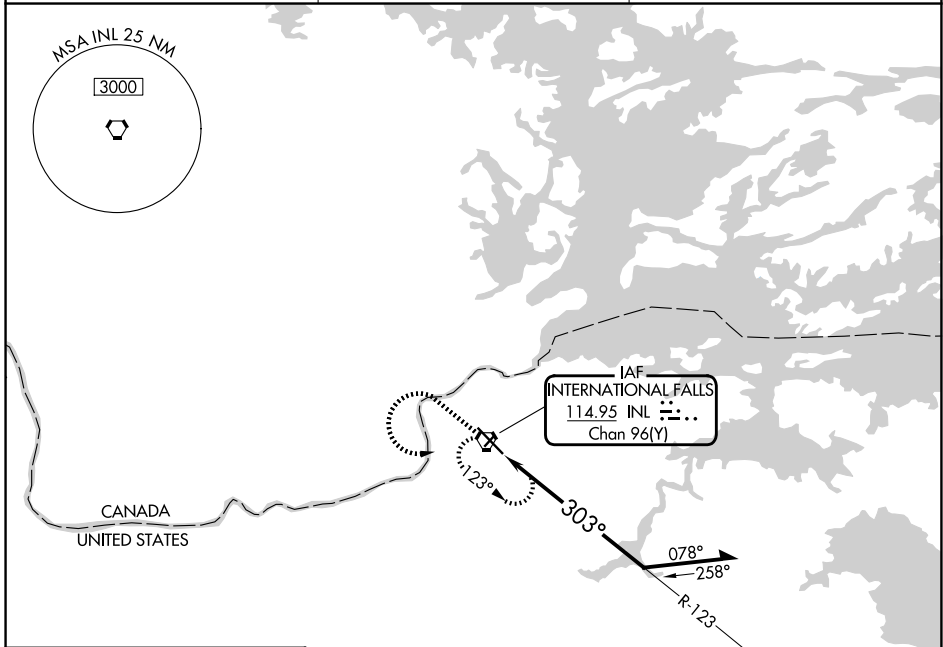 MSA INL 25 NM
3000
IAF
INTERNATIONAL FALLS
114.95 INL
Chan 96(Y)
123°
303°
CANADA
UNITED STATES
078°
258°
R-123